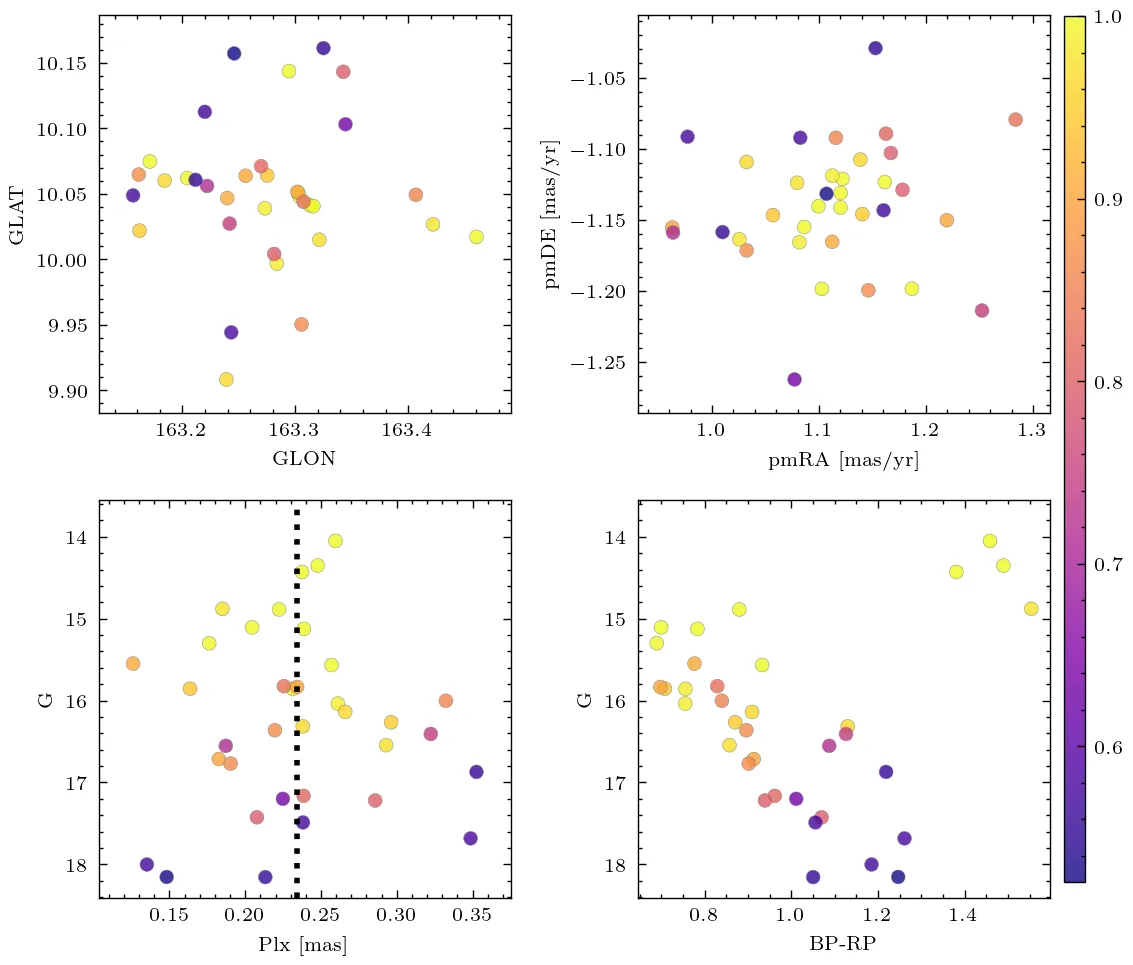 10.15
10.10
10.05
10.00
9.95
9.90
GLAT
163.2 163.3 163.4
GLON
−1.05
−1.10
−1.15
−1.20
−1.25
pmDE [mas/yr]
1.0 1.1 1.2 1.3
pmRA [mas/yr]
1.0
0.9
0.8
0.7
0.6
14
15
16
17
18
G
0.15 0.20 0.25 0.30 0.35
Plx [mas]
14
15
16
17
18
G
0.8 1.0 1.2 1.4
BP-RP